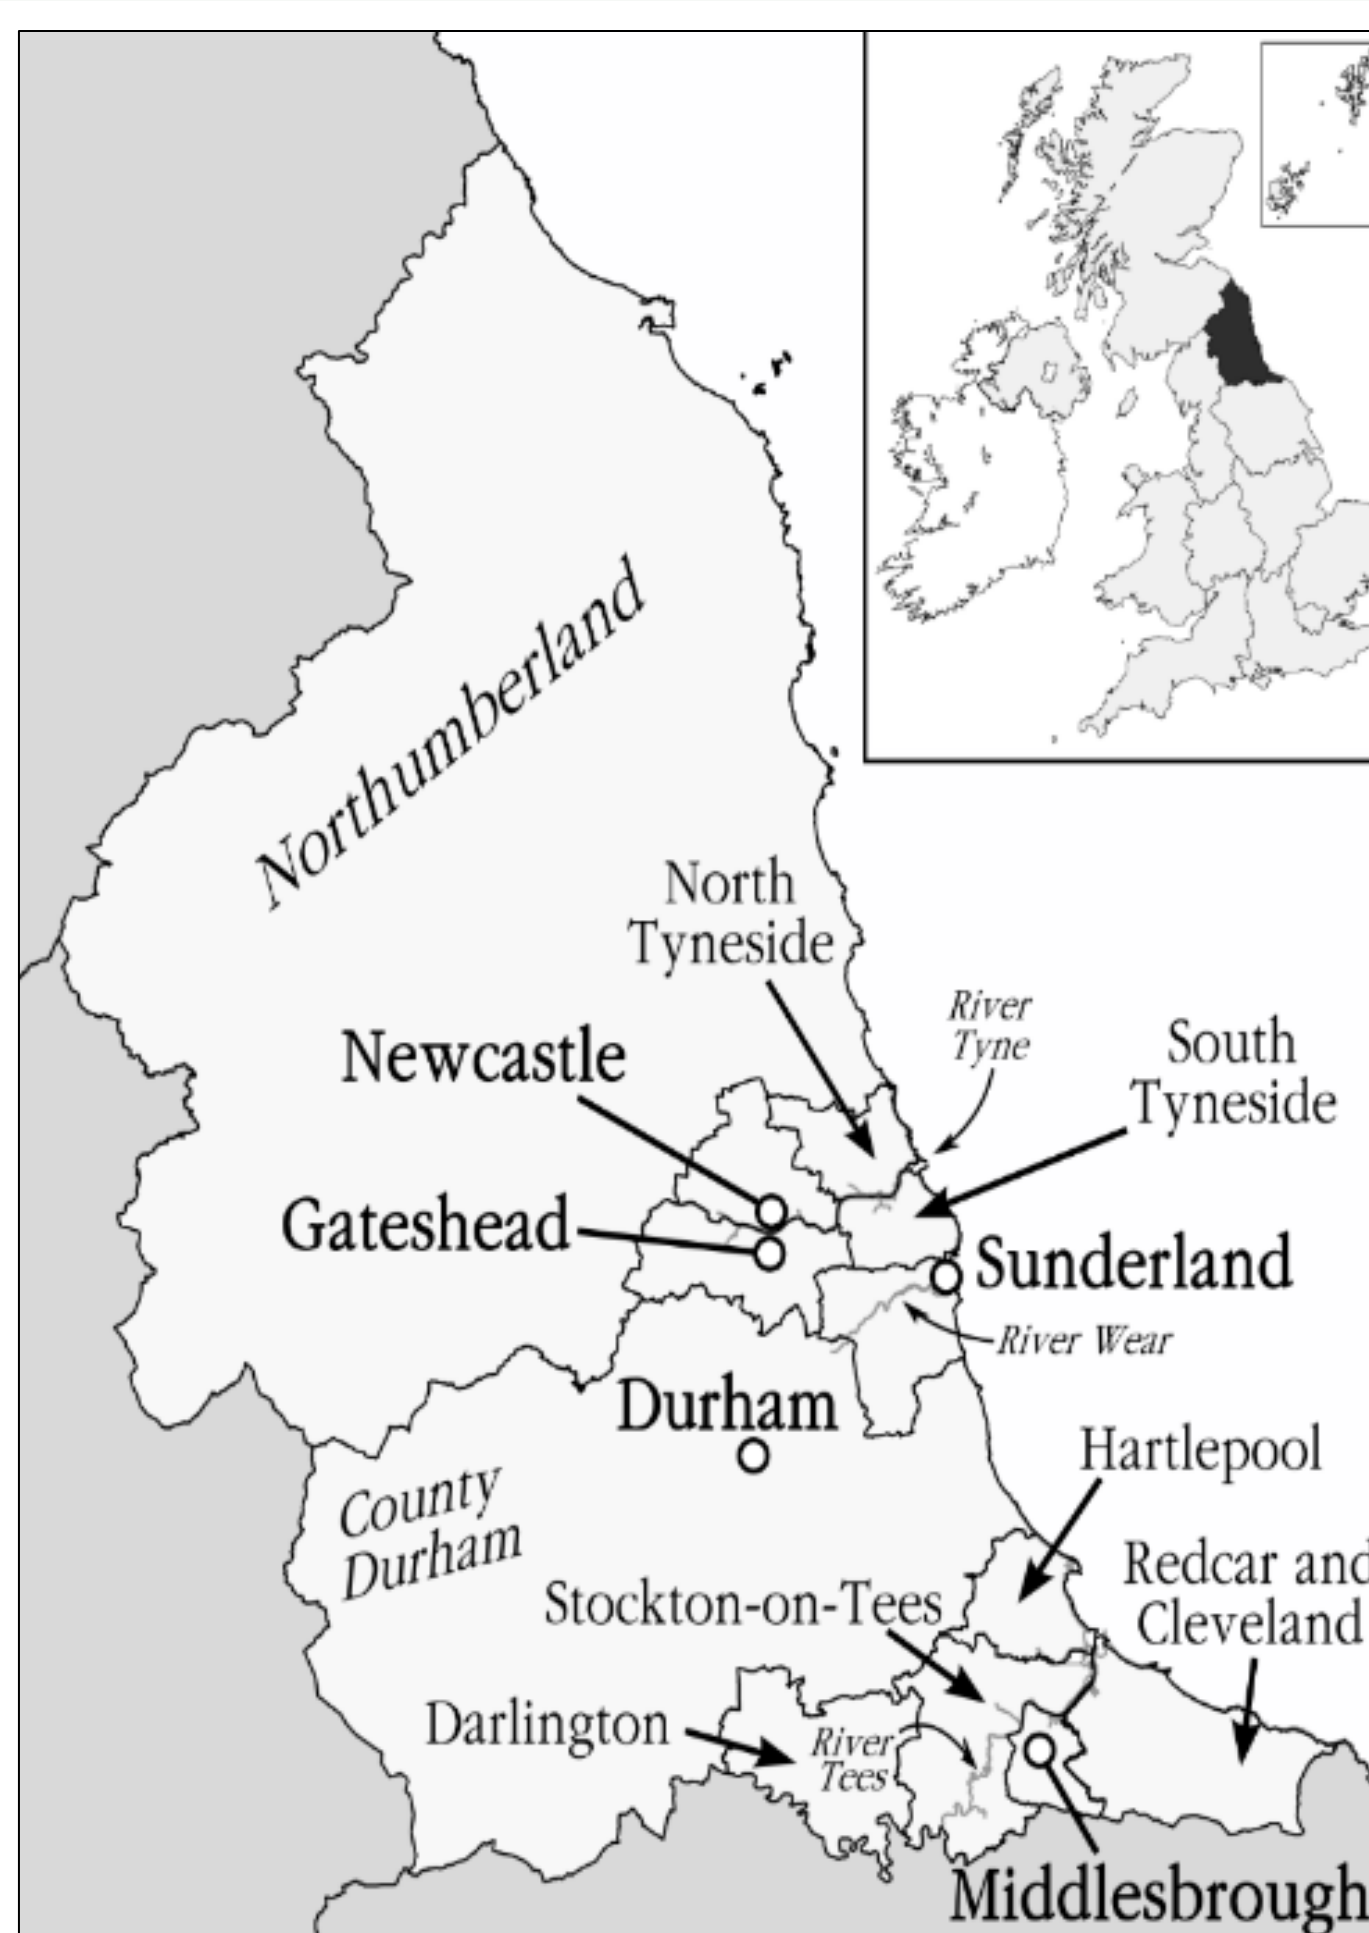 Northumberland
North
Tyneside
River
Tyne
Newcastle
South
Tyneside
Gateshead
Sunderland
River Wear
Durham
Hartlepool
County
Durham
Redcar and
Cleveland
Stockton-on-Tees
Darlington
River
Tees
Middlesbrough